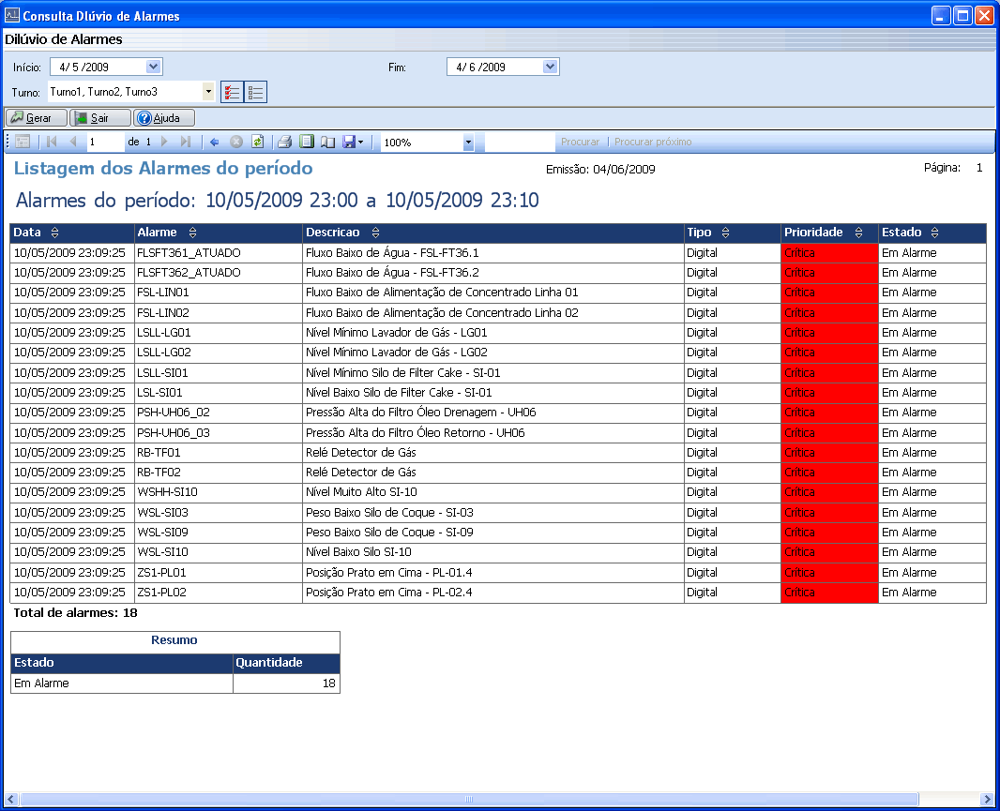 Consulta Dlúvio de Alarmes
Dilúvio de Alarmes
Início: 4/ 5 /2009 Fim: 4/ 6 /2009
Turno: Turno1, Turno2, Turno3
Gerar Sair Ajuda
1 de 1 100% Procurar | Procurar próximo
Listagem dos Alarmes do período Emissão: 04/06/2009 Página: 1
Alarmes do período: 10/05/2009 23:00 a 10/05/2009 23:10
Data Alarme Descricao Tipo Prioridade Estado
10/05/2009 23:09:25 FLSFT361_ATUADO Fluxo Baixo de Água - FSL-FT36.1 Digital Crítica Em Alarme
10/05/2009 23:09:25 FLSFT362_ATUADO Fluxo Baixo de Água - FSL-FT36.2 Digital Crítica Em Alarme
10/05/2009 23:09:25 FSL-LIN01 Fluxo Baixo de Alimentação de Concentrado Linha 01 Digital Crítica Em Alarme
10/05/2009 23:09:25 FSL-LIN02 Fluxo Baixo de Alimentação de Concentrado Linha 02 Digital Crítica Em Alarme
10/05/2009 23:09:25 LSLL-LG01 Nível Mínimo Lavador de Gás - LG01 Digital Crítica Em Alarme
10/05/2009 23:09:25 LSLL-LG02 Nível Mínimo Lavador de Gás - LG02 Digital Crítica Em Alarme
10/05/2009 23:09:25 LSLL-SI01 Nível Mínimo Silo de Filter Cake - SI-01 Digital Crítica Em Alarme
10/05/2009 23:09:25 LSL-SI01 Nível Baixo Silo de Filter Cake - SI-01 Digital Crítica Em Alarme
10/05/2009 23:09:25 PSH-UH06_02 Pressão Alta do Filtro Óleo Drenagem - UH06 Digital Crítica Em Alarme
10/05/2009 23:09:25 PSH-UH06_03 Pressão Alta do Filtro Óleo Retorno - UH06 Digital Crítica Em Alarme
10/05/2009 23:09:25 RB-TF01 Relé Detector de Gás Digital Crítica Em Alarme
10/05/2009 23:09:25 RB-TF02 Relé Detector de Gás Digital Crítica Em Alarme
10/05/2009 23:09:25 WSHH-SI10 Nível Muito Alto SI-10 Digital Crítica Em Alarme
10/05/2009 23:09:25 WSL-SI03 Peso Baixo Silo de Coque - SI-03 Digital Crítica Em Alarme
10/05/2009 23:09:25 WSL-SI09 Peso Baixo Silo de Coque - SI-09 Digital Crítica Em Alarme
10/05/2009 23:09:25 WSL-SI10 Nível Baixo Silo SI-10 Digital Crítica Em Alarme
10/05/2009 23:09:25 ZS1-PL01 Posição Prato em Cima - PL-01.4 Digital Crítica Em Alarme
10/05/2009 23:09:25 ZS1-PL02 Posição Prato em Cima - PL-02.4 Digital Crítica Em Alarme
Total de alarmes: 18
Resumo
Estado Quantidade
Em Alarme 18